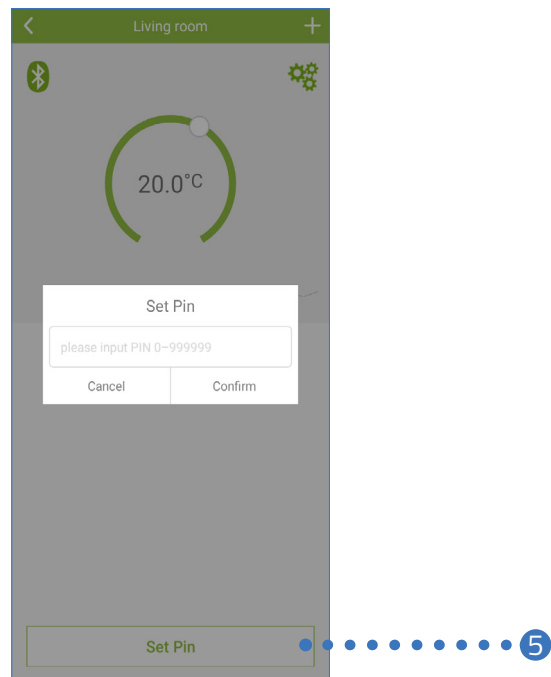 Living room
20.0°C
Set Pin
please input PIN 0-999999
Cancel Confirm
Set Pin
5